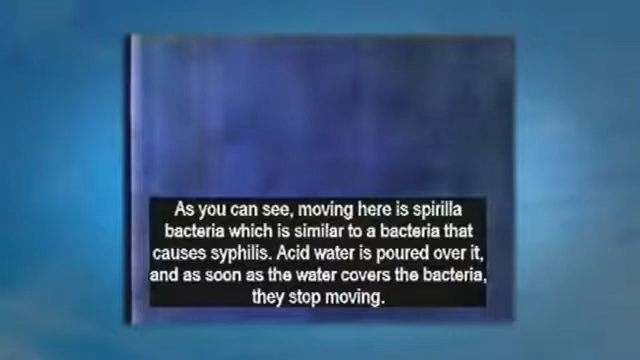 As you can see, moving here is spirilla
bacteria which is similar to a bacteria that
causes syphilis. Acid water is poured over it,
and as soon as the water covers the bacteria,
they stop moving.